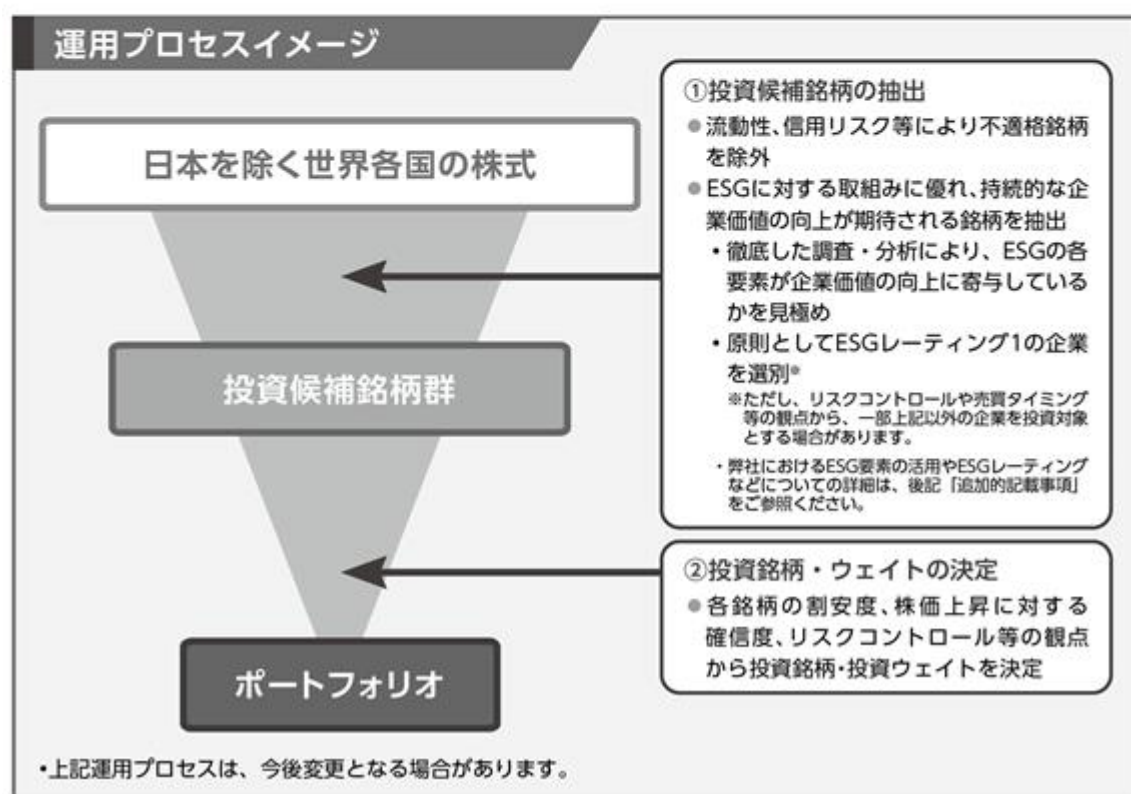 運用プロセスイメージ
日本を除く世界各国の株式
投資候補銘柄群
ポートフォリオ
①投資候補銘柄の抽出
●流動性、信用リスク等により不適格銘柄
を除外
●ESGに対する取組みに優れ、持続的な企
業価値の向上が期待される銘柄を抽出
・徹底した調査・分析により、ESGの各
要素が企業価値の向上に寄与している
かを見極め
・原則としてESGレーティング1の企業
を選別※
※ただし、リスクコントロールや売買タイミング
等の観点から、一部上記以外の企業を投資対象
とする場合があります。
・弊社におけるESG要素の活用やESGレーティング
などについての詳細は、後記「追加的記載事項」
をご参照ください。
②投資銘柄・ウェイトの決定
●各銘柄の割安度、株価上昇に対する
確信度、リスクコントロール等の観点
から投資銘柄・投資ウェイトを決定
・上記運用プロセスは、今後変更となる場合があります。